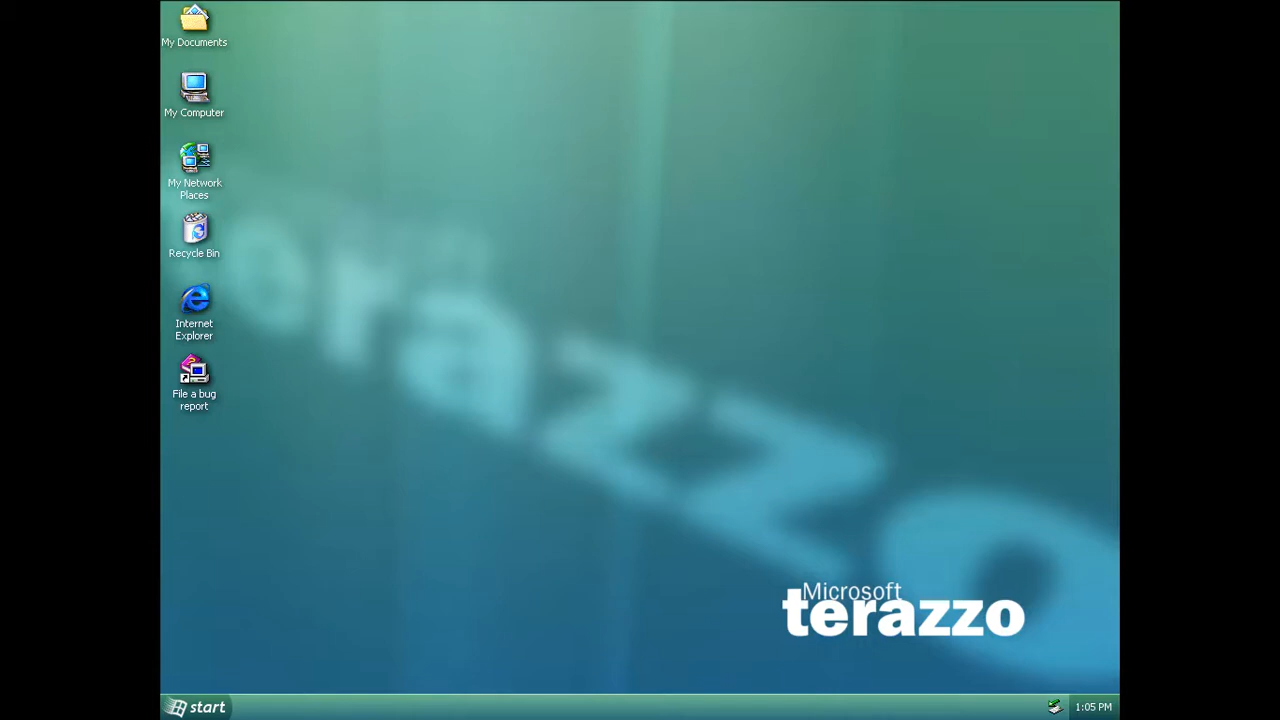 My Documents
My Computer
My Network
Places
Recycle Bin
Internet
Explorer
File a bug
report
erazzo
Microsoft
terazzo
start
1:05 PM